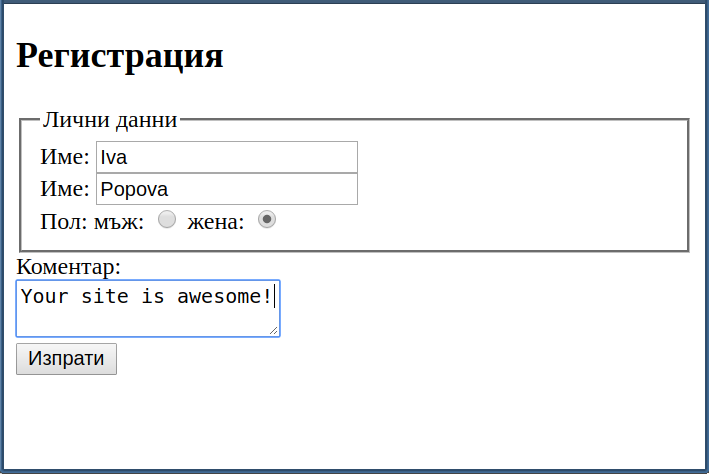 Регистрация
Лични данни
Име: Iva
Име: Popova
Пол: мъж: жена:
Коментар:
Your site is awesome!
Изпрати